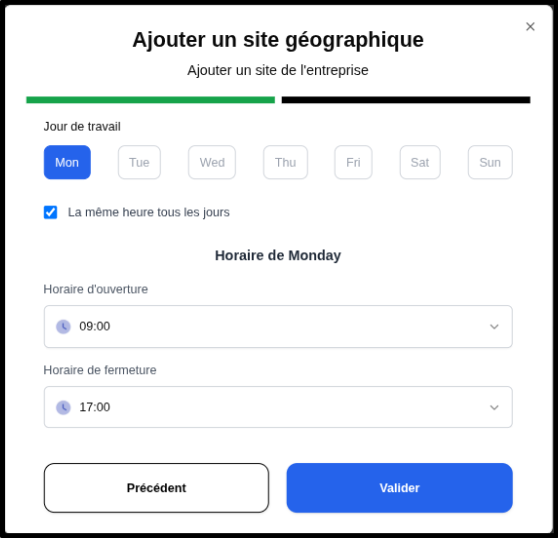 ×
Ajouter un site géographique
Ajouter un site de l'entreprise
Jour de travail
Mon Tue Wed Thu Fri Sat Sun
La même heure tous les jours
Horaire de Monday
Horaire d'ouverture
09:00
Horaire de fermeture
17:00
Précédent Valider